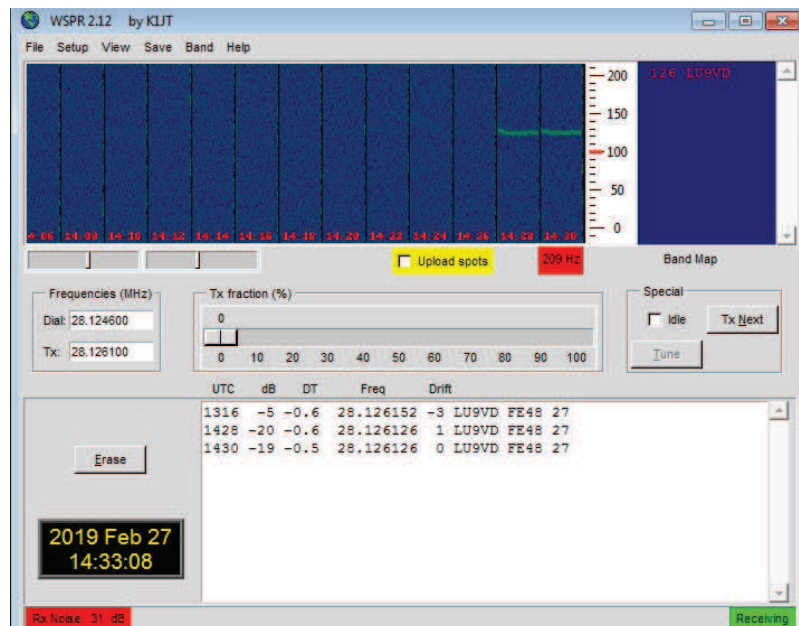 WSPR 2.12 by K1JT
File Setup View Save Band Help
200
126 LU9VD
150
100
50
0
4:06 14:08 14:10 14:12 14:14 14:16 14:18 14:20 14:22 14:24 14:26 14:28 14:30
Upload spots
209 Hz
Band Map
Frequencies (MHz)
Dial: 28.124600
Tx: 28.126100
Tx fraction (%)
0
0 10 20 30 40 50 60 70 80 90 100
Special
Idle
Tx Next
Tune
UTC dB DT Freq Drift
1316 -5 -0.6 28.126152 -3 LU9VD FE48 27
1428 -20 -0.6 28.126126 1 LU9VD FE48 27
1430 -19 -0.5 28.126126 0 LU9VD FE48 27
Erase
2019 Feb 27
14:33:08
Rx Noise: 31 dB
Receiving